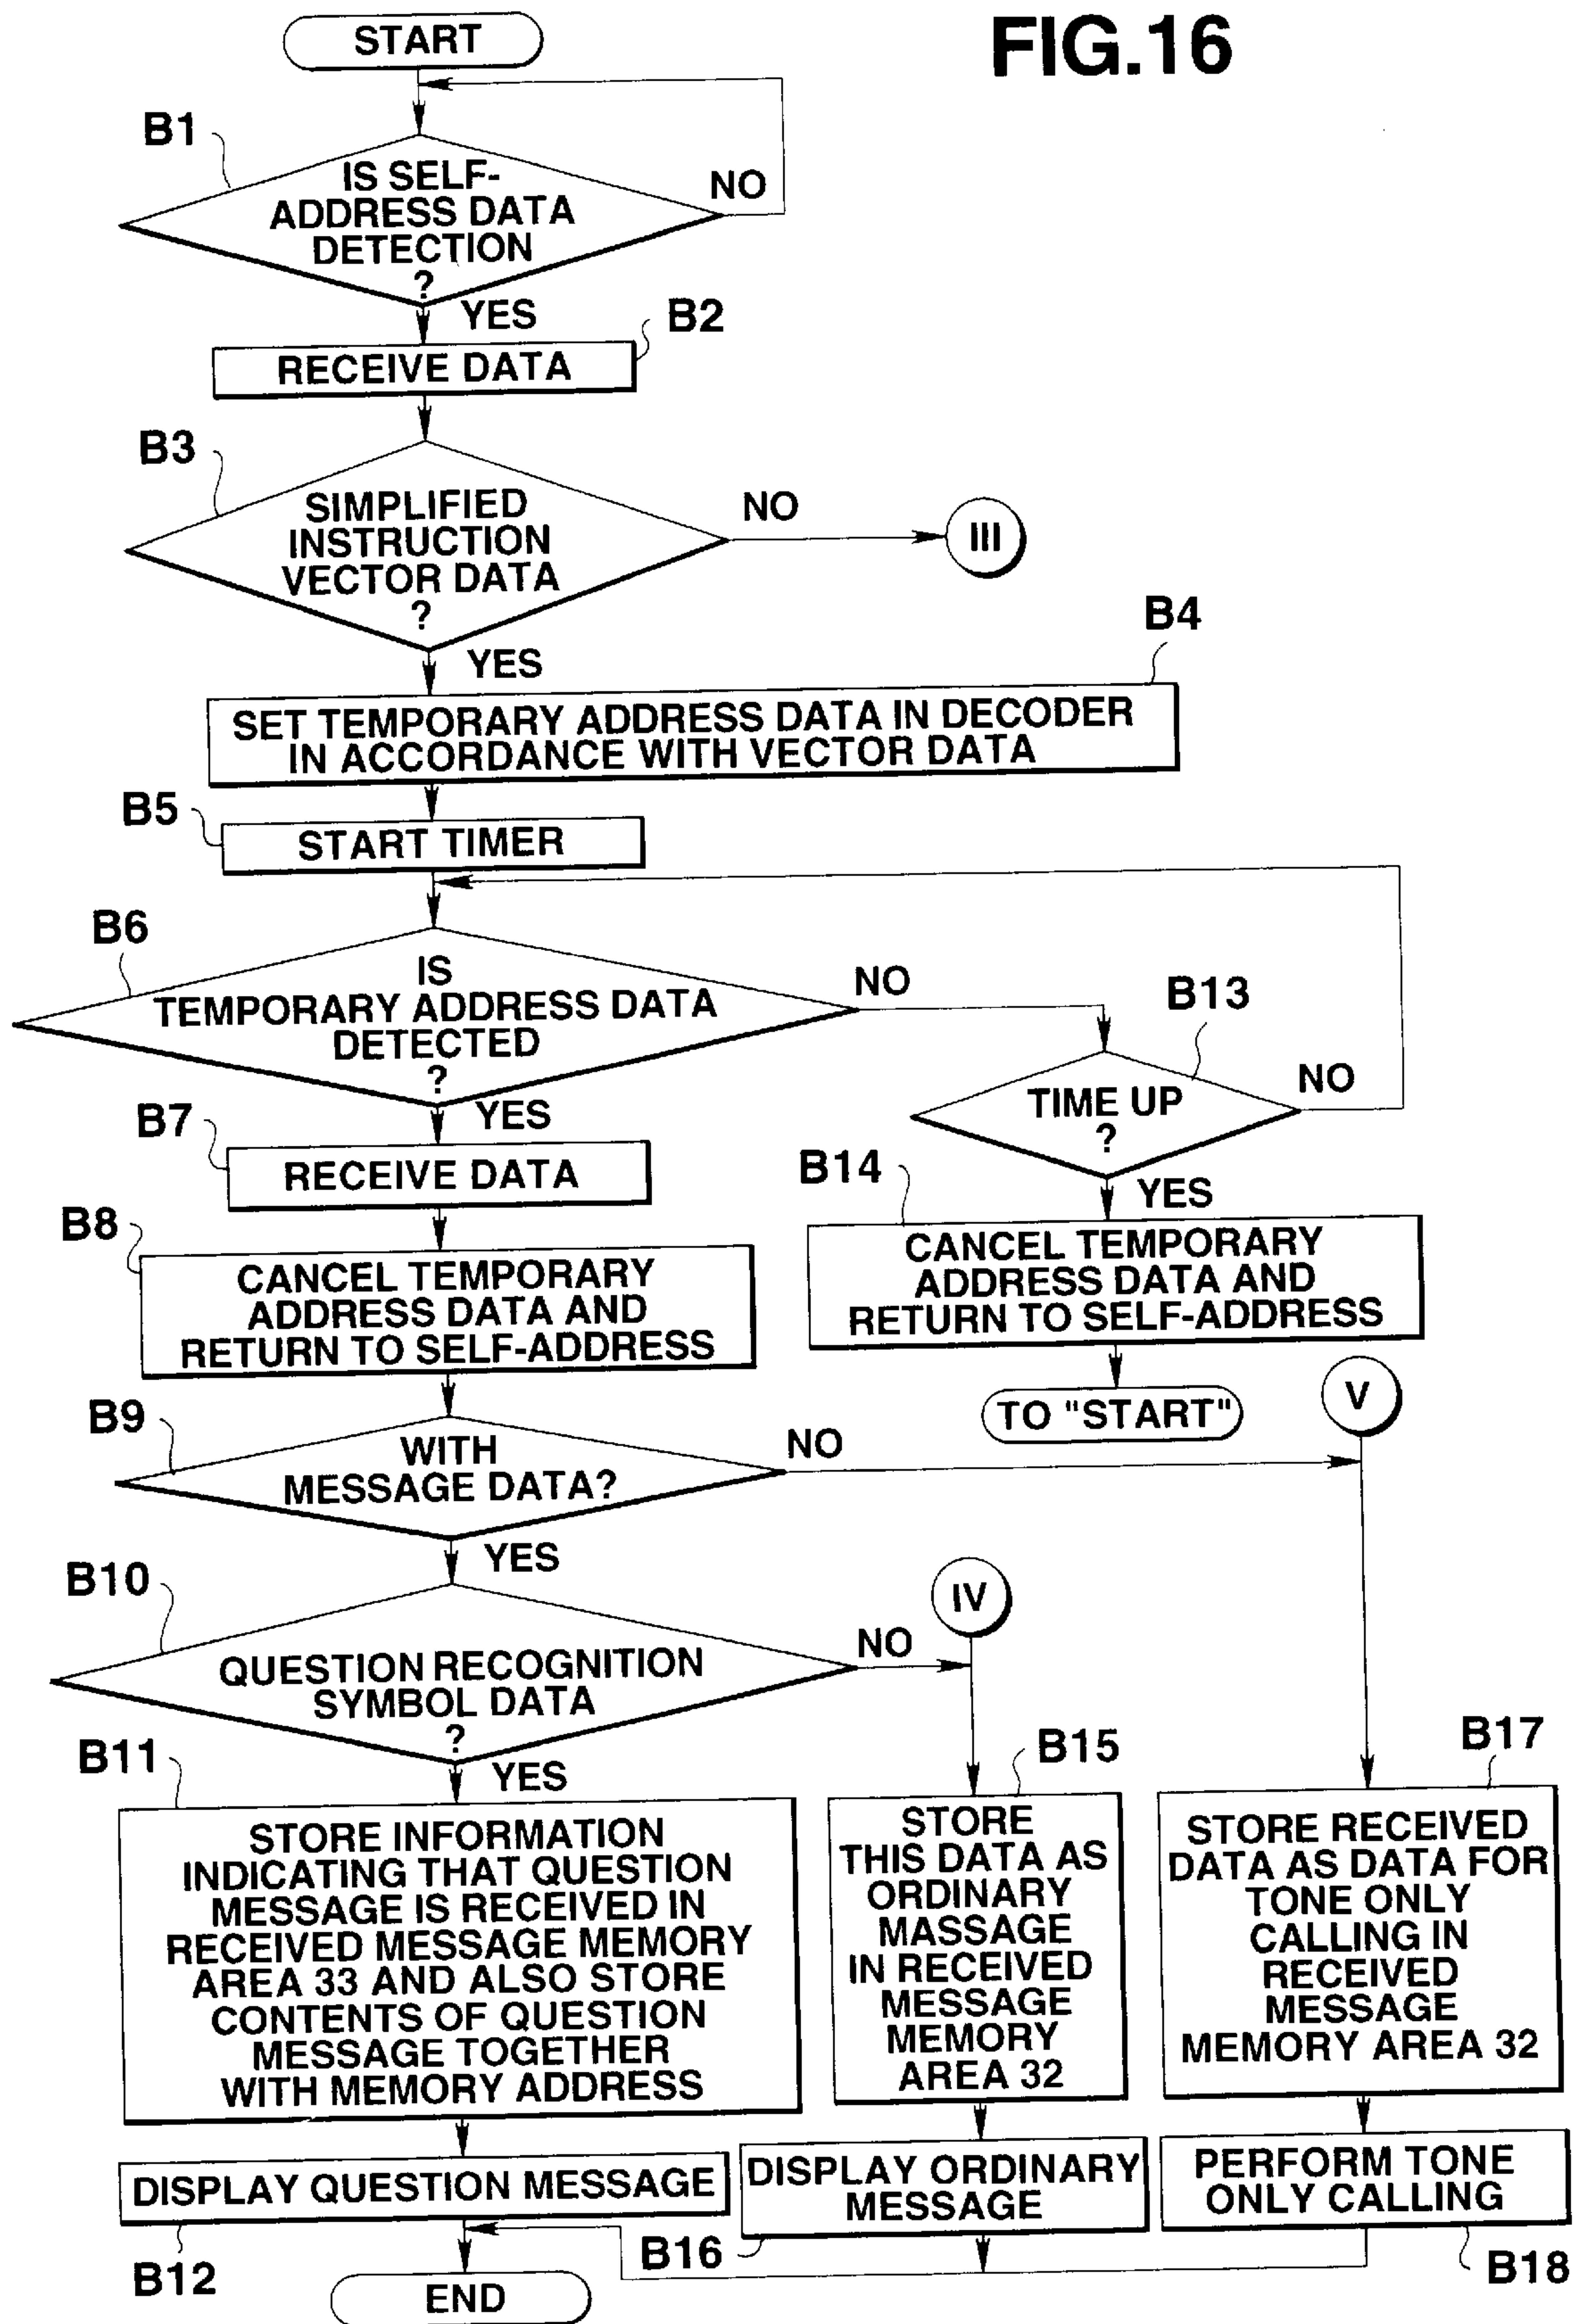 FIG.16
START
B1
IS SELF-
ADDRESS DATA
DETECTION
?
NO
YES
B2
RECEIVE DATA
B3
SIMPLIFIED
INSTRUCTION
VECTOR DATA
?
NO
III
YES
B4
SET TEMPORARY ADDRESS DATA IN DECODER
IN ACCORDANCE WITH VECTOR DATA
B5
START TIMER
B6
IS
TEMPORARY ADDRESS DATA
DETECTED
?
NO
B13
TIME UP
?
NO
YES
B7
RECEIVE DATA
B14
YES
CANCEL TEMPORARY
ADDRESS DATA AND
RETURN TO SELF-ADDRESS
B8
CANCEL TEMPORARY
ADDRESS DATA AND
RETURN TO SELF-ADDRESS
TO "START"
V
B9
WITH
MESSAGE DATA?
NO
YES
B10
QUESTION RECOGNITION
SYMBOL DATA
?
NO
IV
YES
B11
STORE INFORMATION
INDICATING THAT QUESTION
MESSAGE IS RECEIVED IN
RECEIVED MESSAGE MEMORY
AREA 33 AND ALSO STORE
CONTENTS OF QUESTION
MESSAGE TOGETHER
WITH MEMORY ADDRESS
B15
STORE
THIS DATA AS
ORDINARY
MASSAGE
IN RECEIVED
MESSAGE
MEMORY
AREA 32
B17
STORE RECEIVED
DATA AS DATA FOR
TONE ONLY
CALLING IN
RECEIVED
MESSAGE
MEMORY AREA 32
DISPLAY QUESTION MESSAGE
B12
DISPLAY ORDINARY
MESSAGE
B16
PERFORM TONE
ONLY CALLING
B18
END